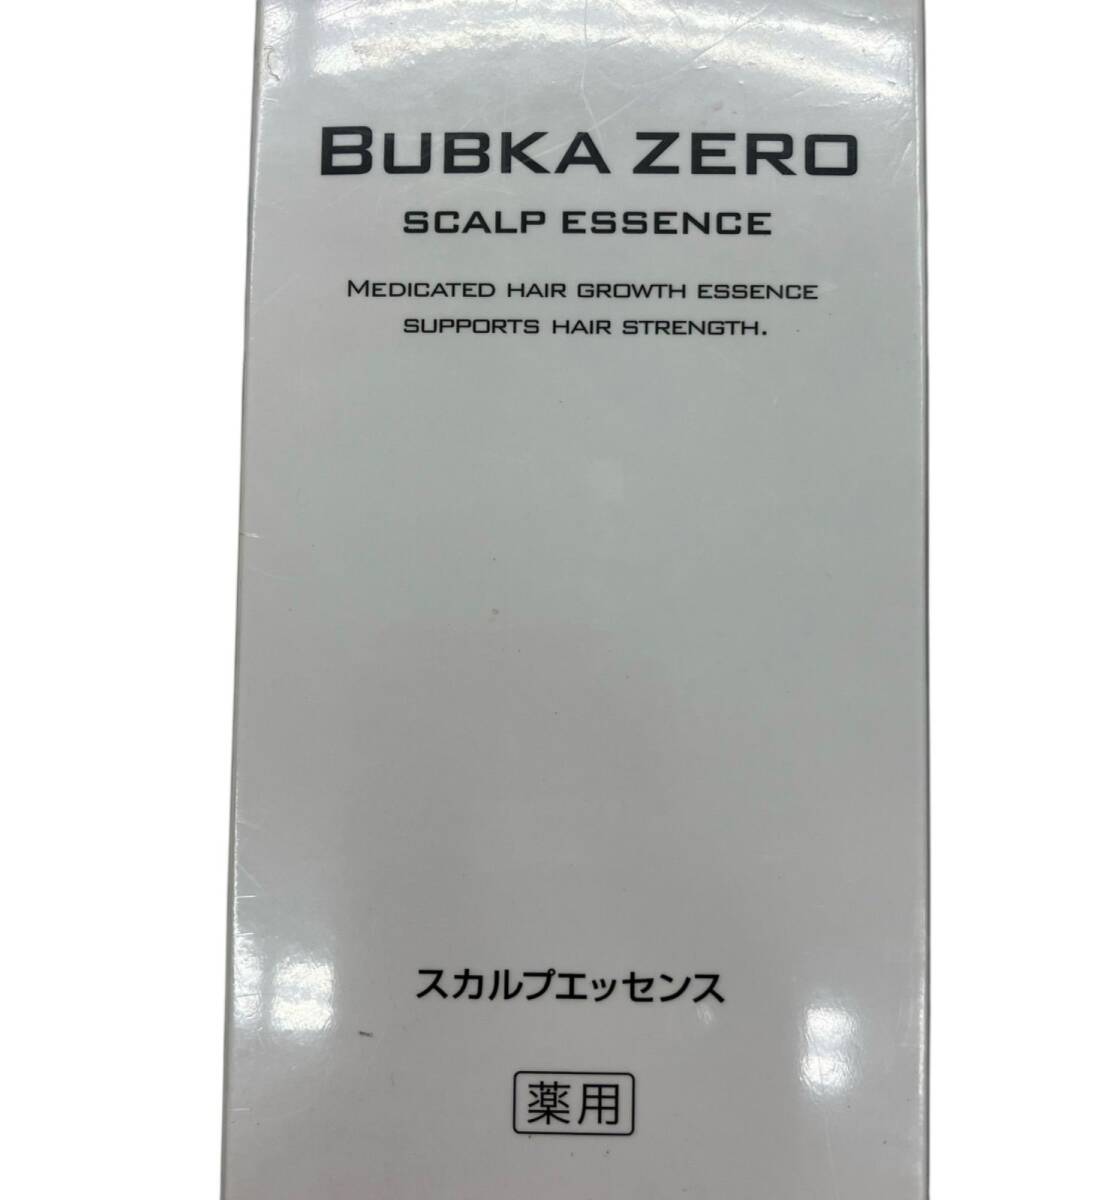 BUBKA ZERO
SCALP ESSENCE
MEDICATED HAIR GROWTH ESSENCE
SUPPORTS HAIR STRENGTH.
スカルプエッセンス
薬用